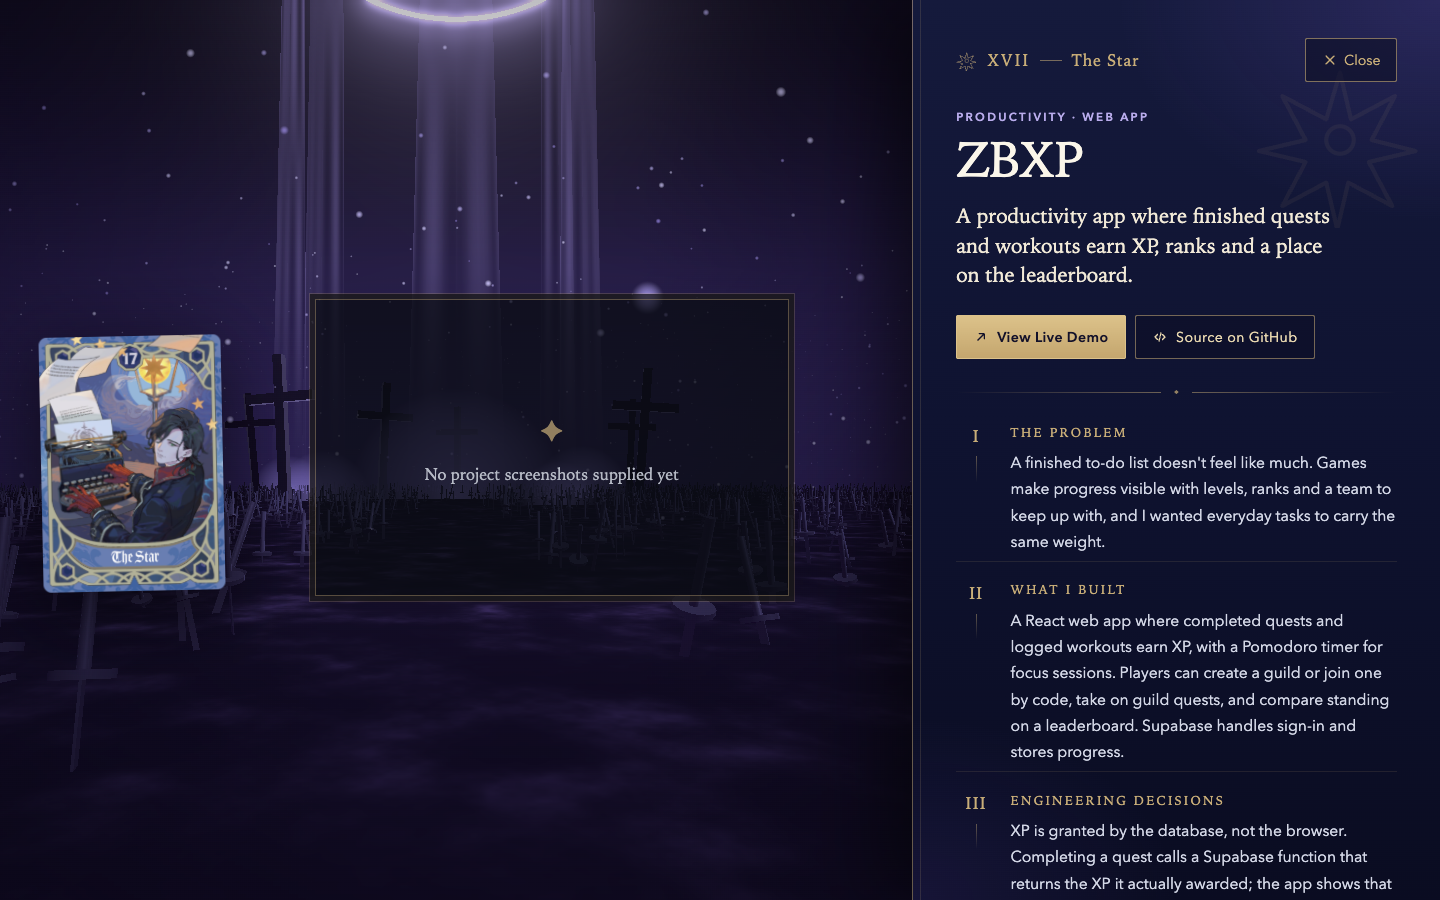 XVII — The Star
× Close
PRODUCTIVITY · WEB APP
ZBXP
A productivity app where finished quests
and workouts earn XP, ranks and a place
on the leaderboard.
View Live Demo
Source on GitHub
17
The Star
No project screenshots supplied yet
I
THE PROBLEM
A finished to-do list doesn't feel like much. Games
make progress visible with levels, ranks and a team to
keep up with, and I wanted everyday tasks to carry the
same weight.
II
WHAT I BUILT
A React web app where completed quests and
logged workouts earn XP, with a Pomodoro timer for
focus sessions. Players can create a guild or join one
by code, take on guild quests, and compare standing
on a leaderboard. Supabase handles sign-in and
stores progress.
III
ENGINEERING DECISIONS
XP is granted by the database, not the browser.
Completing a quest calls a Supabase function that
returns the XP it actually awarded; the app shows that